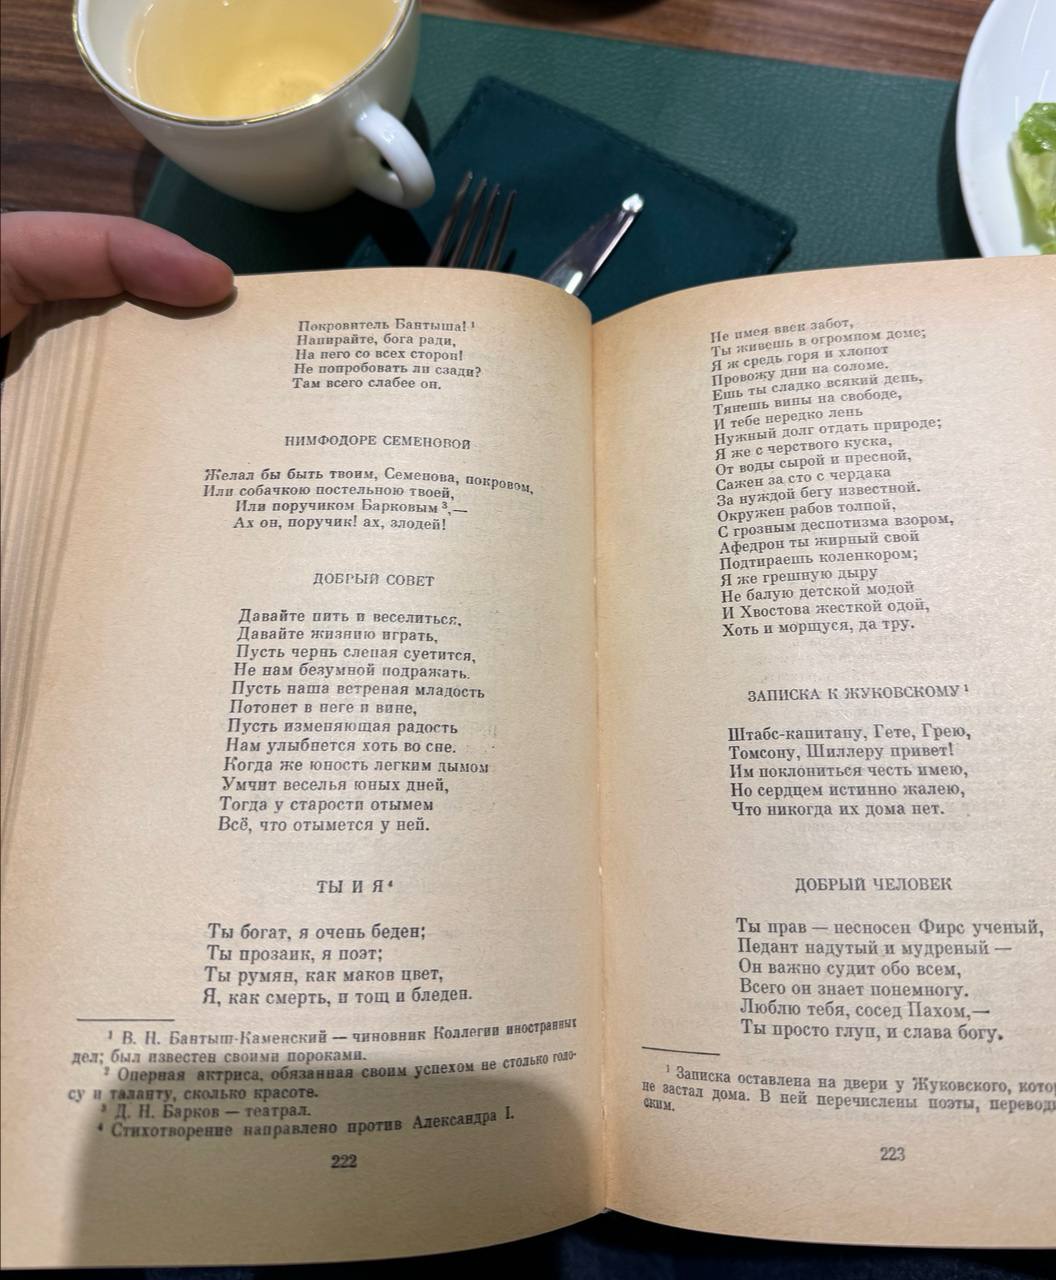 Покровитель Бантыша! ¹
Напирайте, бога ради,
На него со всех сторон!
Не попробовать ли сзади?
Там всего слабее он.
НИМФОДОРЕ СЕМЕНОВОЙ
Желал бы быть твоим, Семенова, покровом,
Или собачкою постельною твоей,
Или поручиком Барковым ³,—
Ах он, поручик! ах, злодей!
ДОБРЫЙ СОВЕТ
Давайте пить и веселиться,
Давайте жизнию играть,
Пусть чернь слепая суетится,
Не нам безумной подражать.
Пусть наша ветреная младость
Потонет в неге и вине,
Пусть изменяющая радость
Нам улыбнется хоть во сне.
Когда же юность легким дымом
Умчит веселья юных дней,
Тогда у старости отымем
Всё, что отымется у ней.
ТЫ И Я ⁴
Ты богат, я очень беден;
Ты прозаик, я поэт;
Ты румян, как маков цвет,
Я, как смерть, и тощ и бледен.
¹ В. Н. Бантыш-Каменский — чиновник Коллегии иностранных
дел; был известен своими пороками.
² Оперная актриса, обязанная своим успехом не столько голо-
су и таланту, сколько красоте.
³ Д. Н. Барков — театрал.
⁴ Стихотворение направлено против Александра I.
222
Не имея ввек забот,
Ты живешь в огромном доме;
Я ж средь горя и хлопот
Провожу дни на соломе.
Ешь ты сладко всякий день,
Тянешь вины на свободе,
И тебе нередко лень
Нужный долг отдать природе;
Я же с черствого куска,
От воды сырой и пресной,
Сажен за сто с чердака
За нуждой бегу известной.
Окружен рабов толпой,
С грозным деспотизма взором,
Афедрон ты жирный свой
Подтираешь коленкором;
Я же грешную дыру
Не балую детской модой
И Хвостова жесткой одой,
Хоть и морщуся, да тру.
ЗАПИСКА К ЖУКОВСКОМУ ¹
Штабс-капитану, Гете, Грею,
Томсону, Шиллеру привет!
Им поклониться честь имею,
Но сердцем истинно жалею,
Что никогда их дома нет.
ДОБРЫЙ ЧЕЛОВЕК
Ты прав — несносен Фирс ученый,
Педант надутый и мудреный —
Он важно судит обо всем,
Всего он знает понемногу.
Люблю тебя, сосед Пахом,—
Ты просто глуп, и слава богу.
¹ Записка оставлена на двери у Жуковского, кото
не застал дома. В ней перечислены поэты, перевод
ским.
223